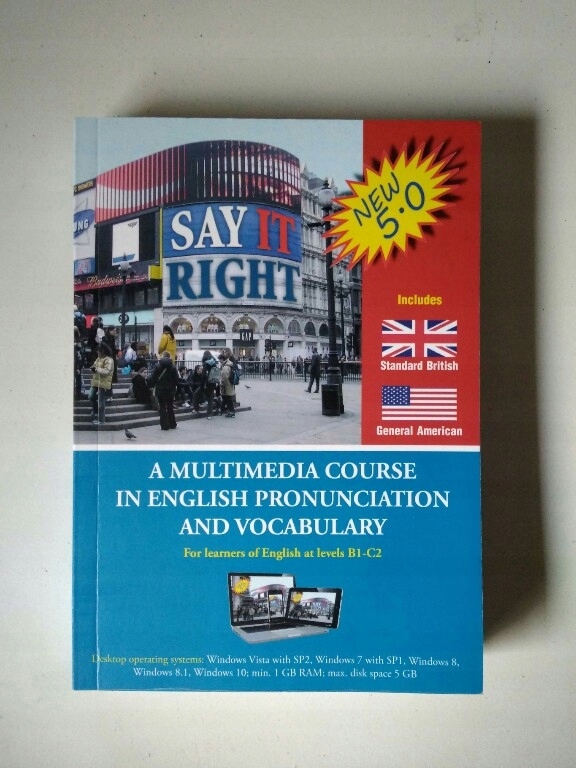 SAY IT
RIGHT
NEW
5.0
GAP
Includes
Standard British
General American
A MULTIMEDIA COURSE
IN ENGLISH PRONUNCIATION
AND VOCABULARY
For learners of English at levels B1-C2
Desktop operating systems: Windows Vista with SP2, Windows 7 with SP1, Windows 8,
Windows 8.1, Windows 10; min. 1 GB RAM; max. disk space 5 GB